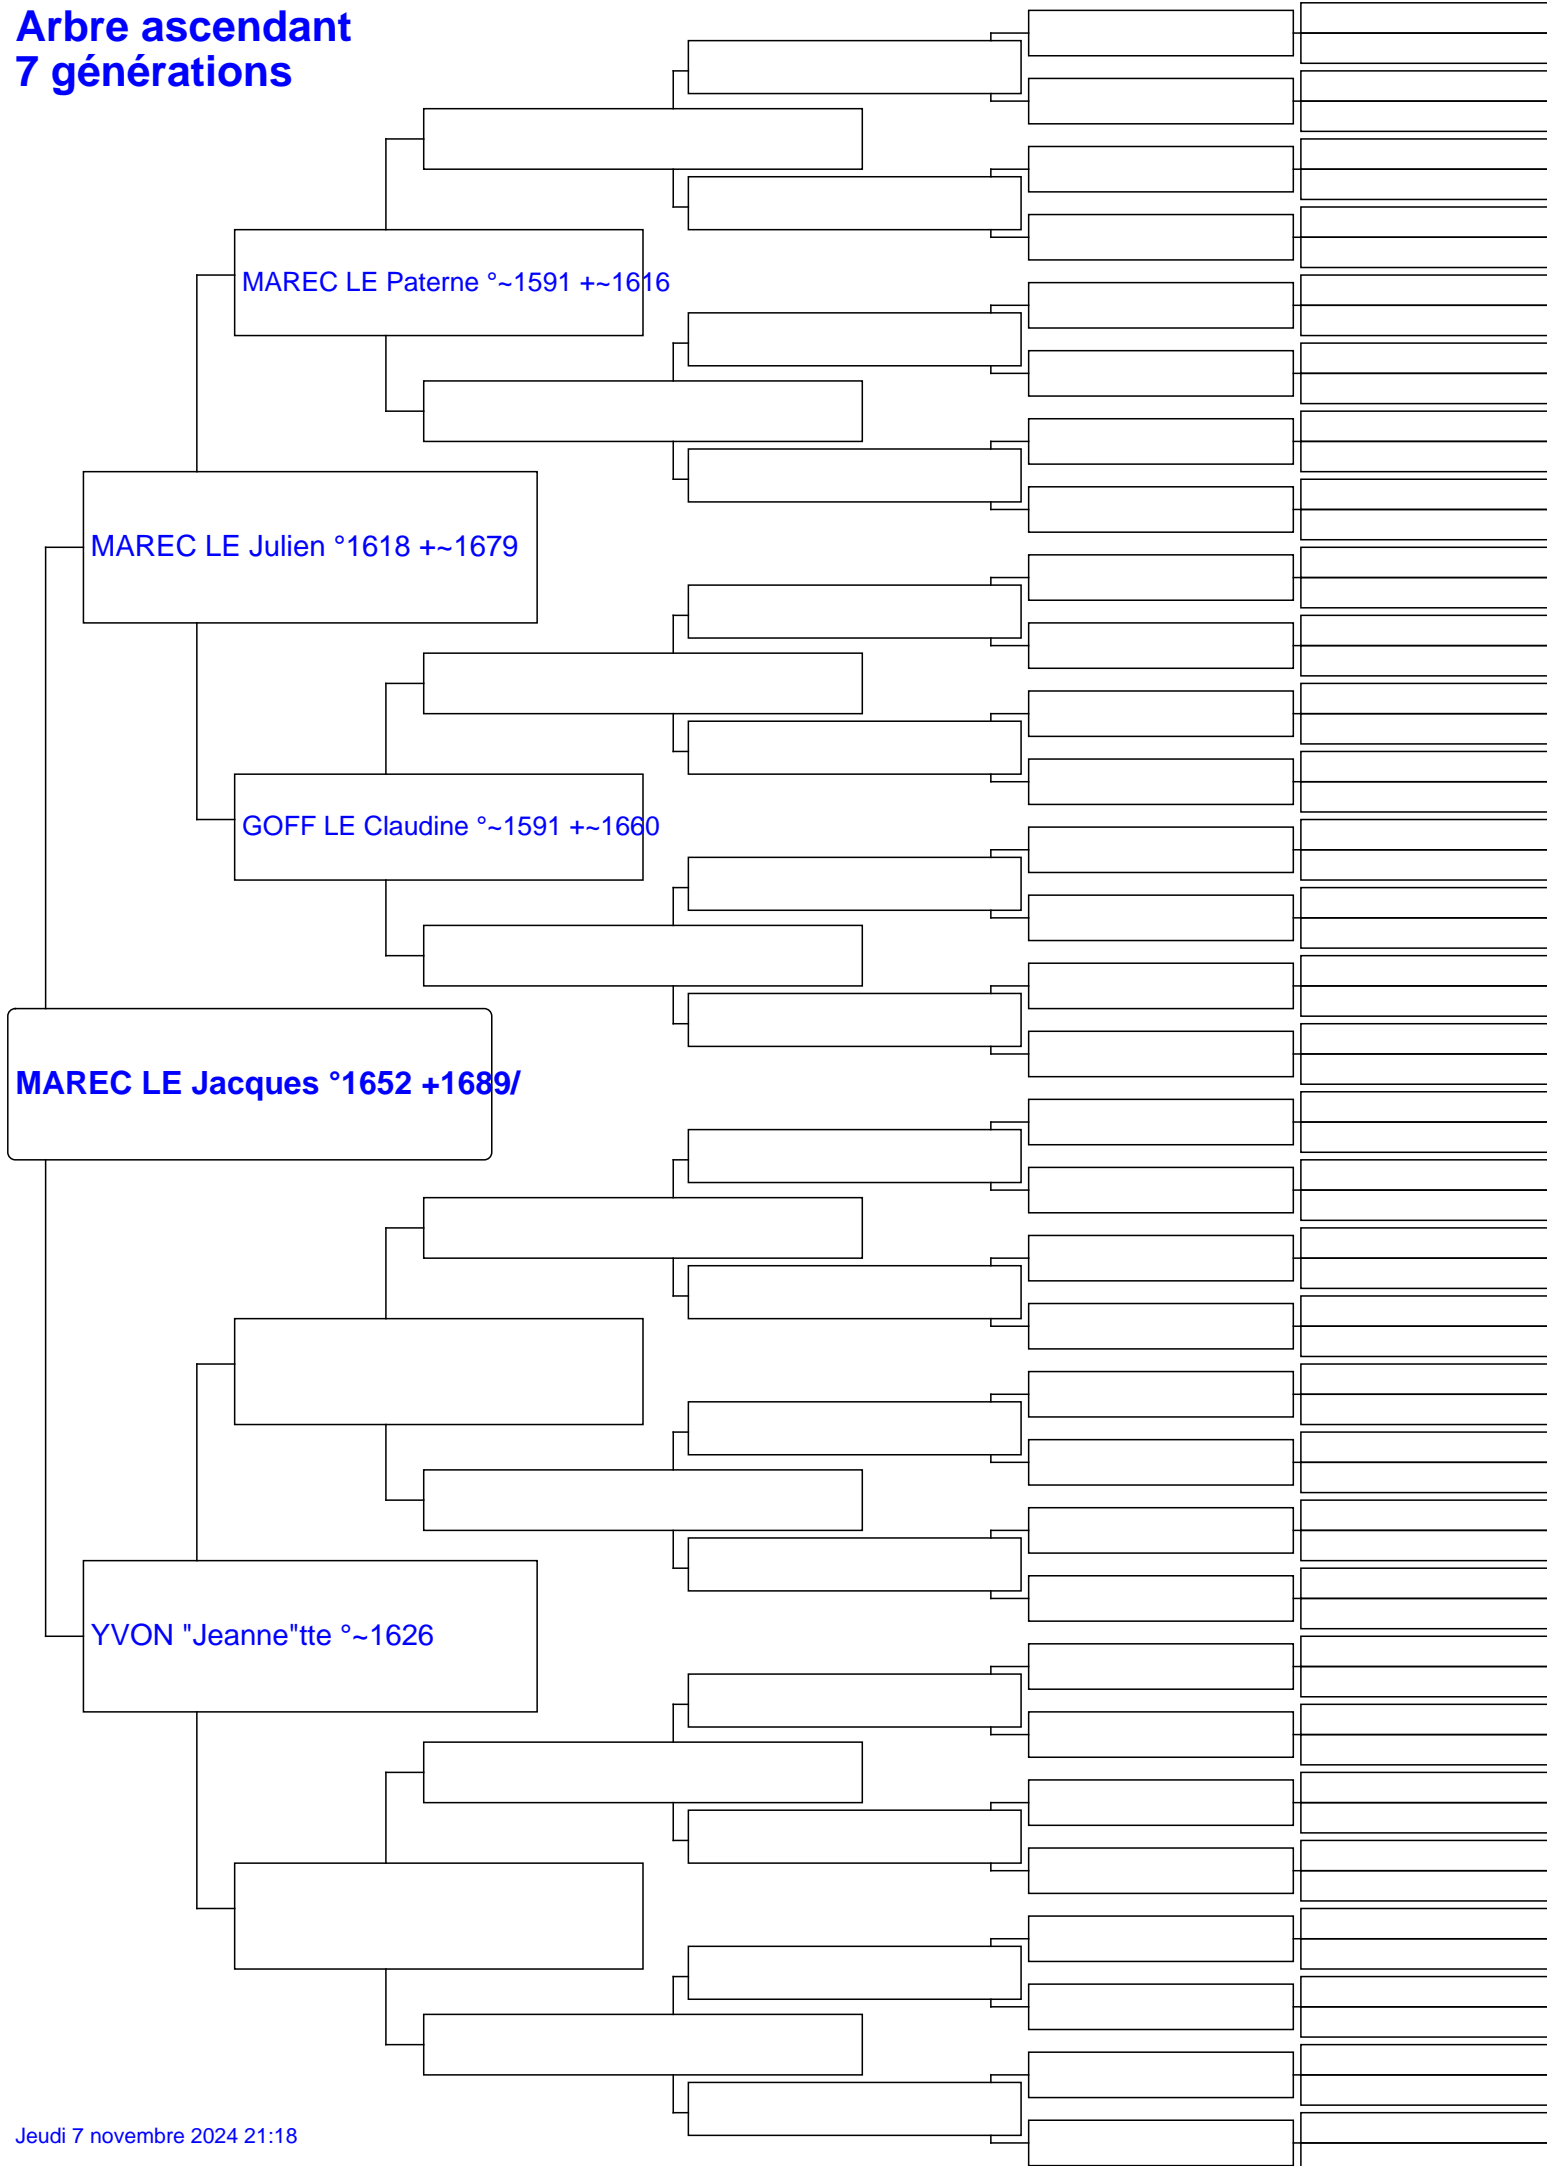 Arbre ascendant
7 générations
MAREC LE Paterne °~1591 +~1616
MAREC LE Julien °1618 +~1679
GOFF LE Claudine °~1591 +~1660
MAREC LE Jacques °1652 +1689/
YVON "Jeanne"tte °~1626
Jeudi 7 novembre 2024 21:18